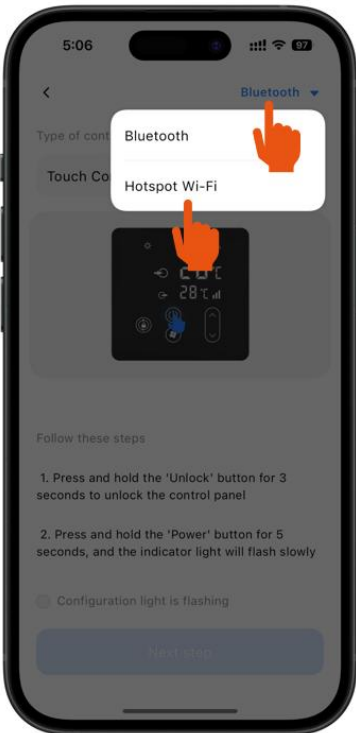 5:06
97
Bluetooth
Type of cont
Bluetooth
Touch Co
Hotspot Wi-Fi
28℃
Follow these steps
1. Press and hold the 'Unlock' button for 3
seconds to unlock the control panel
2. Press and hold the 'Power' button for 5
seconds, and the indicator light will flash slowly
Configuration light is flashing
Next step